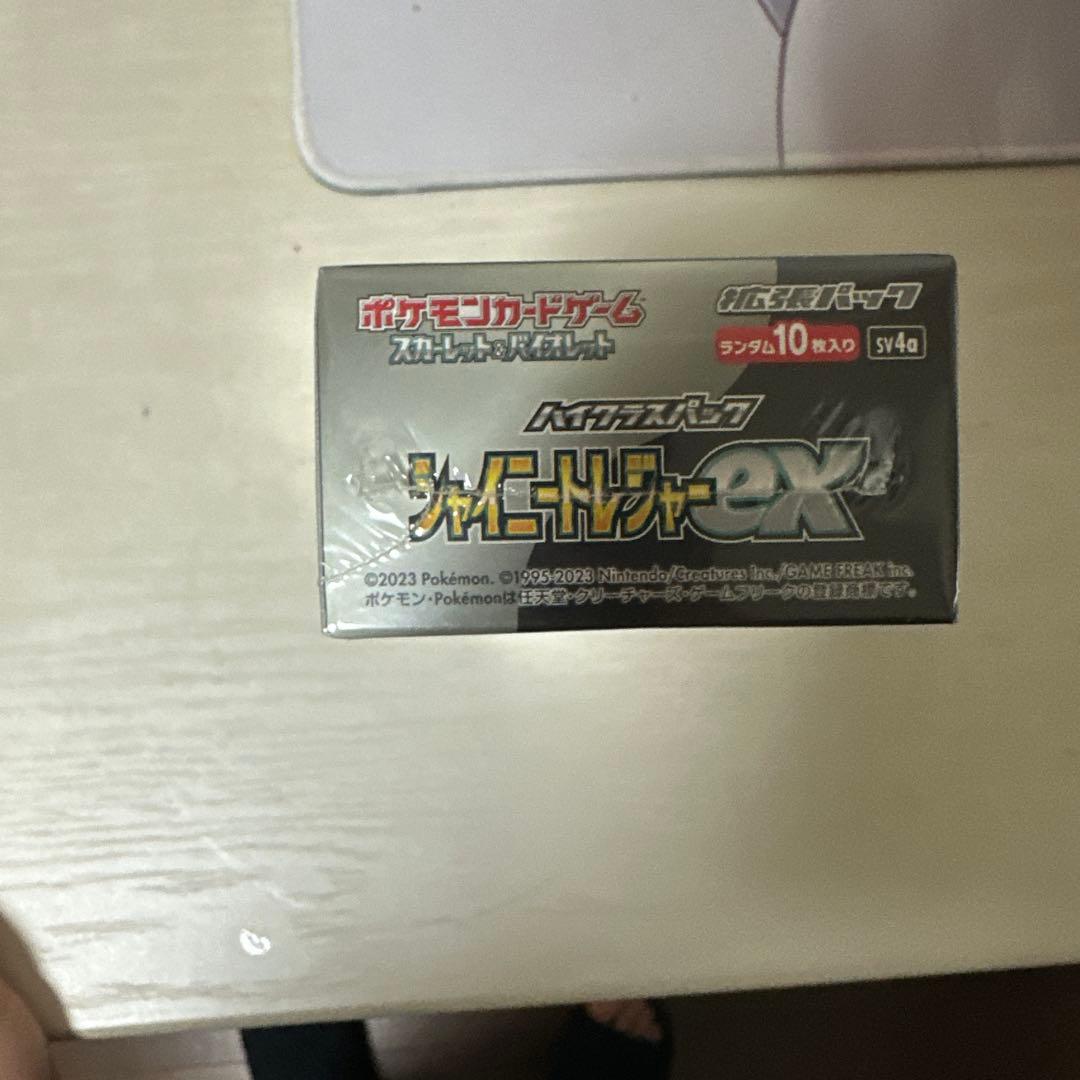 ポケモンカードゲーム
スカーレット&バイオレット
拡張パック
ランダム10枚入り SV4a
ハイクラスパック
シャイニートレジャーex
©2023 Pokémon. ©1995-2023 Nintendo/Creatures Inc./GAME FREAK inc.
ポケモン・Pokémonは任天堂・クリーチャーズ・ゲームフリークの登録商標です。